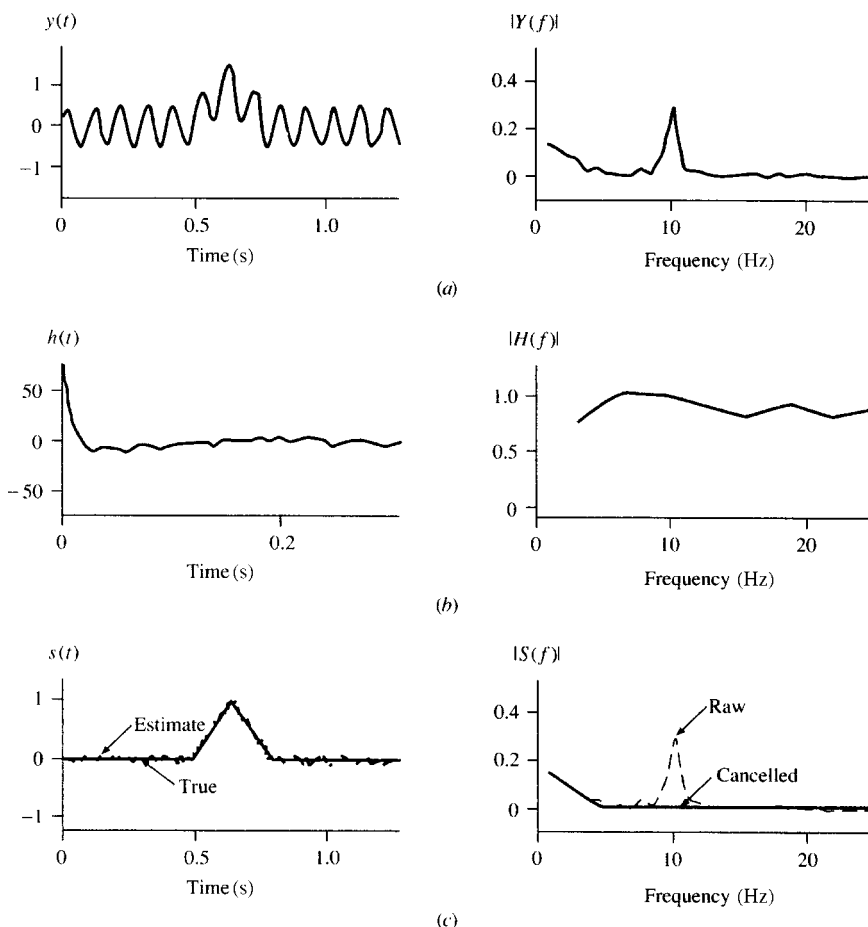 y(t)
1
0
−1
0
0.5
1.0
Time (s)
|Y(f)|
0.4
0.2
0
0
10
20
Frequency (Hz)
(a)
h(t)
50
0
−50
0
0.2
Time (s)
|H(f)|
1.0
0.5
0
0
10
20
Frequency (Hz)
(b)
s(t)
1
0
−1
Estimate
True
0
0.5
1.0
Time (s)
|S(f)|
0.4
0.2
0
Raw
Cancelled
0
10
20
Frequency (Hz)
(c)